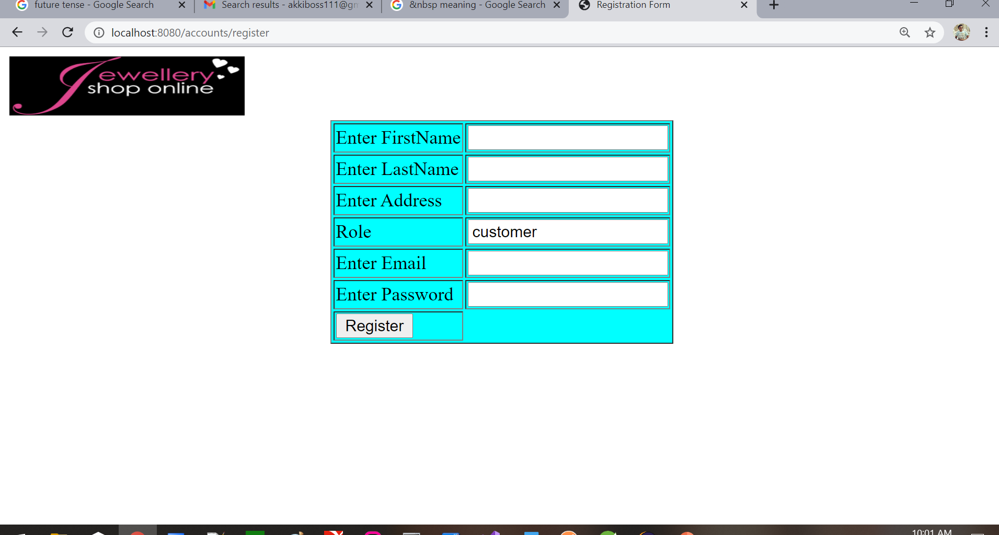 future tense - Google Search
Search results - akkiboss111@gm
&nbsp meaning - Google Search
Registration Form
localhost:8080/accounts/register
Jewellery
shop online
Enter FirstName
Enter LastName
Enter Address
Role
customer
Enter Email
Enter Password
Register
10:01 AM